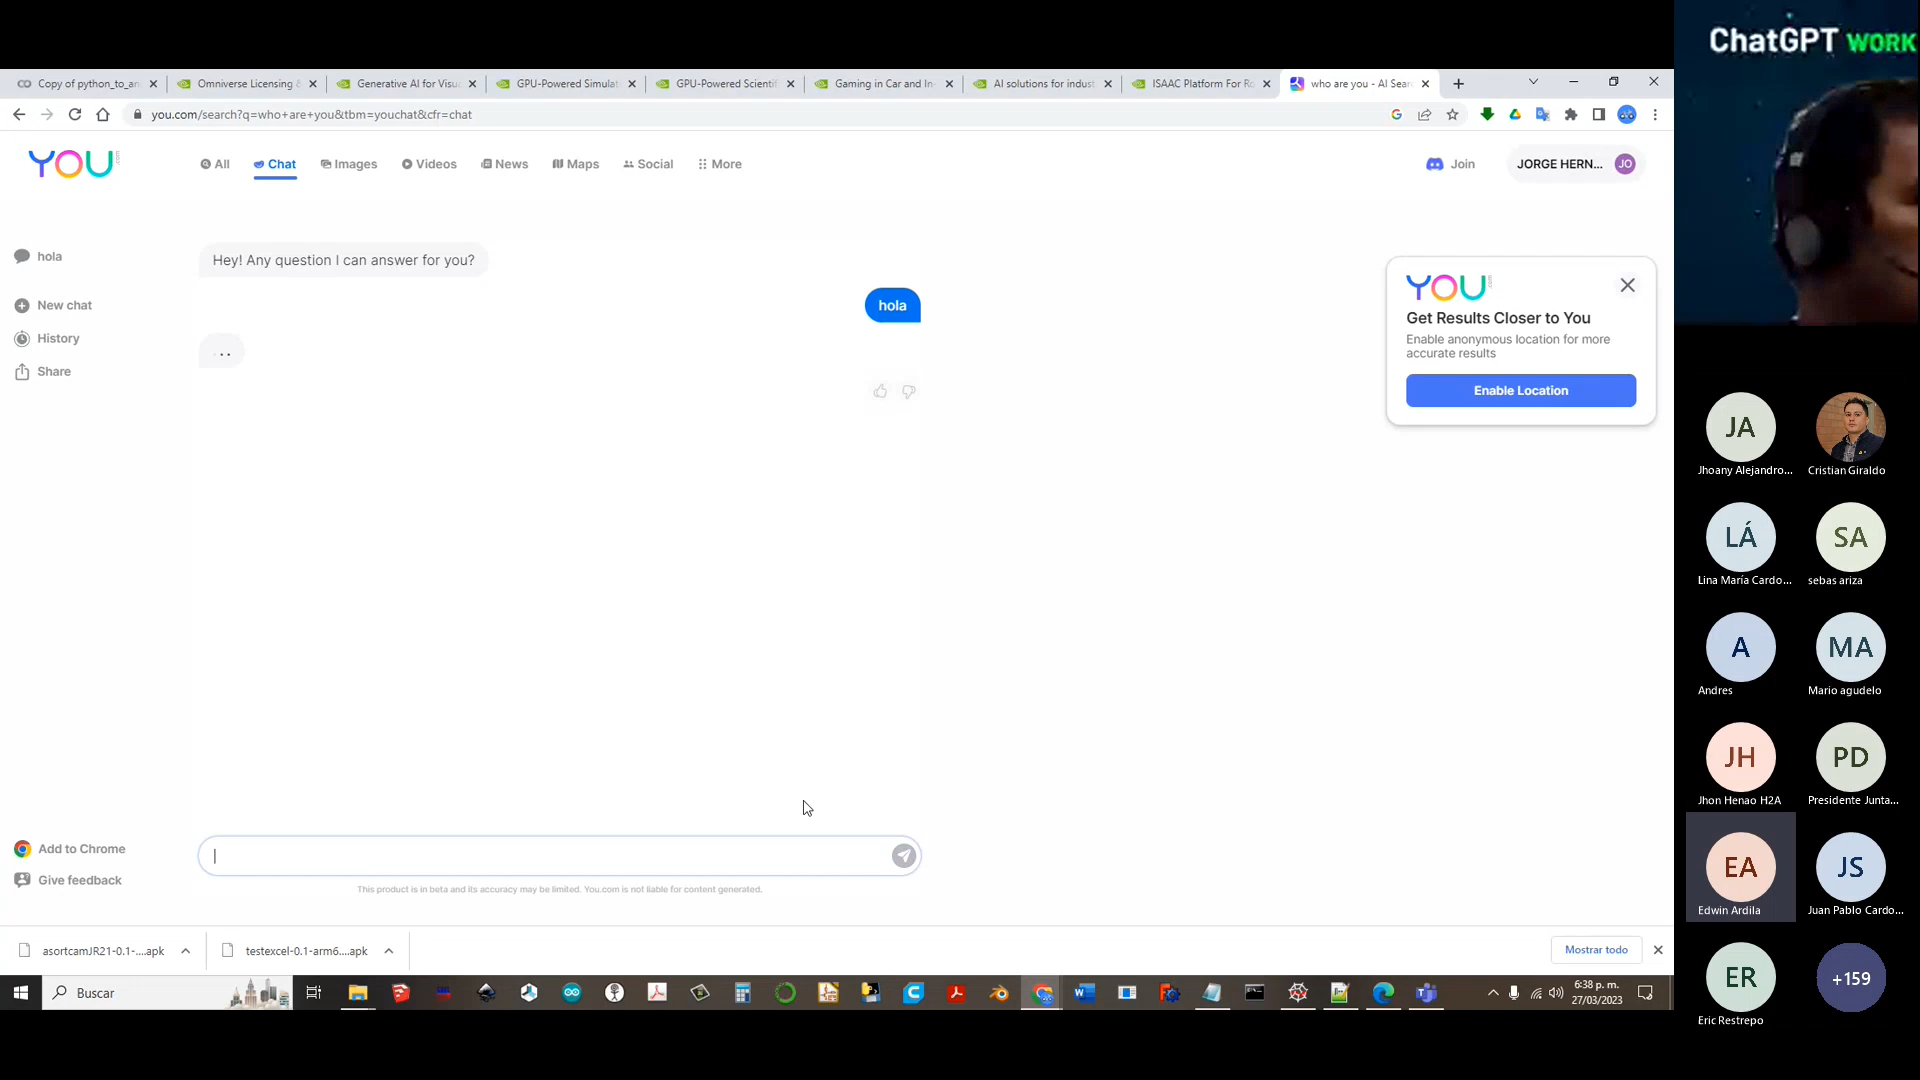 ChatGPT WORK
Copy of python_to_an
Omniverse Licensing &
Generative AI for Visu
GPU-Powered Simulat
GPU-Powered Scientifi
Gaming in Car and In-
AI solutions for indust
ISAAC Platform For Ro
who are you - AI Sear
you.com/search?q=who+are+you&tbm=youchat&cfr=chat
YOU.com
All
Chat
Images
Videos
News
Maps
Social
More
Join
JORGE HERN...
JO
hola
New chat
History
Share
Hey! Any question I can answer for you?
hola
...
YOU.com
Get Results Closer to You
Enable anonymous location for more
accurate results
Enable Location
Add to Chrome
Give feedback
This product is in beta and its accuracy may be limited. You.com is not liable for content generated.
asortcamJR21-0.1-....apk
testexcel-0.1-arm6....apk
Mostrar todo
Buscar
6:38 p. m.
27/03/2023
JA
Jhoany Alejandro...
Cristian Giraldo
LÁ
Lina María Cardo...
SA
sebas ariza
A
Andres
MA
Mario agudelo
JH
Jhon Henao H2A
PD
Presidente Junta...
EA
Edwin Ardila
JS
Juan Pablo Cardo...
ER
Eric Restrepo
+159